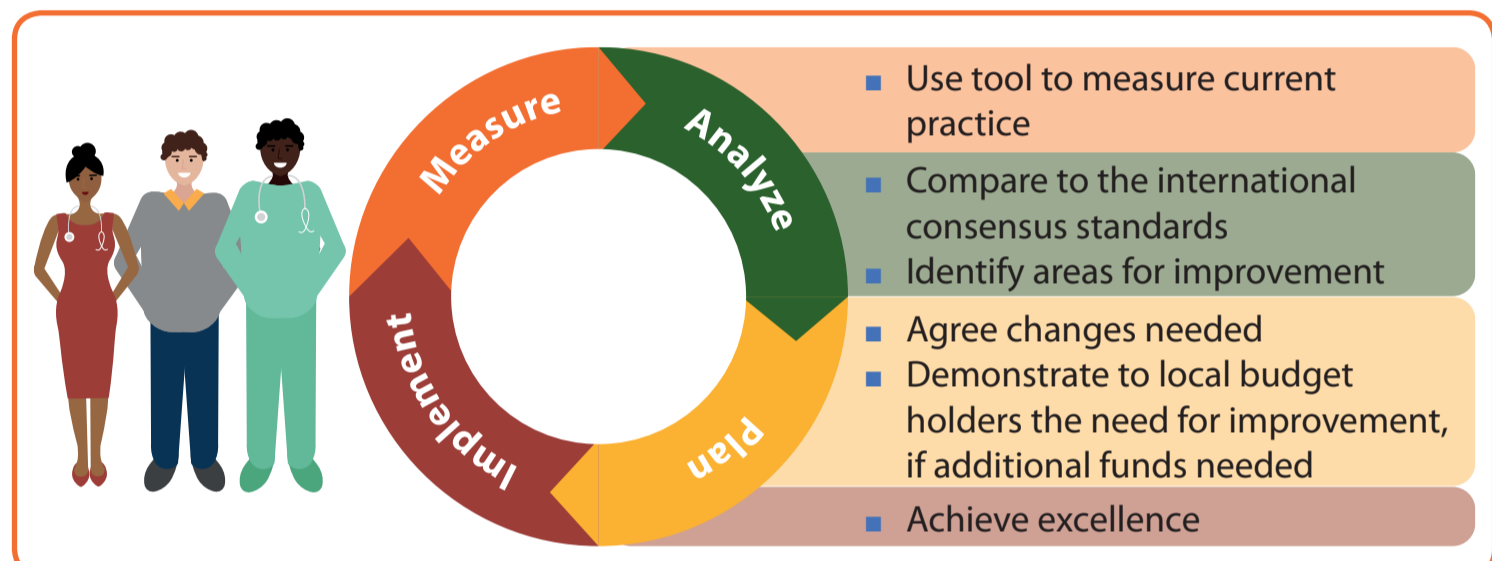 Measure
Analyze
Plan
Implement
■ Use tool to measure current
practice
■ Compare to the international
consensus standards
■ Identify areas for improvement
■ Agree changes needed
■ Demonstrate to local budget
holders the need for improvement,
if additional funds needed
■ Achieve excellence